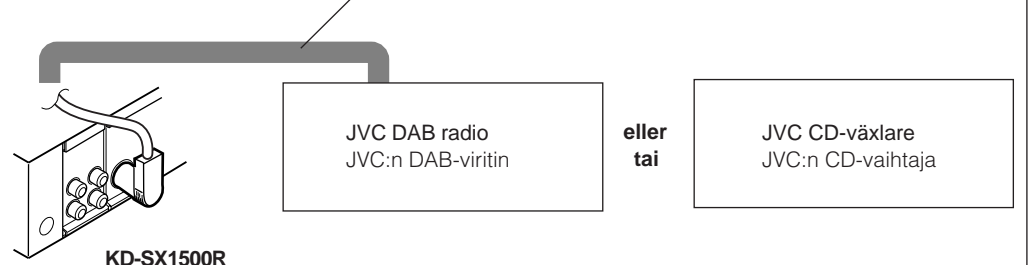 JVC DAB radio
JVC:n DAB-viritin
eller
tai
JVC CD-växlare
JVC:n CD-vaihtaja
KD-SX1500R